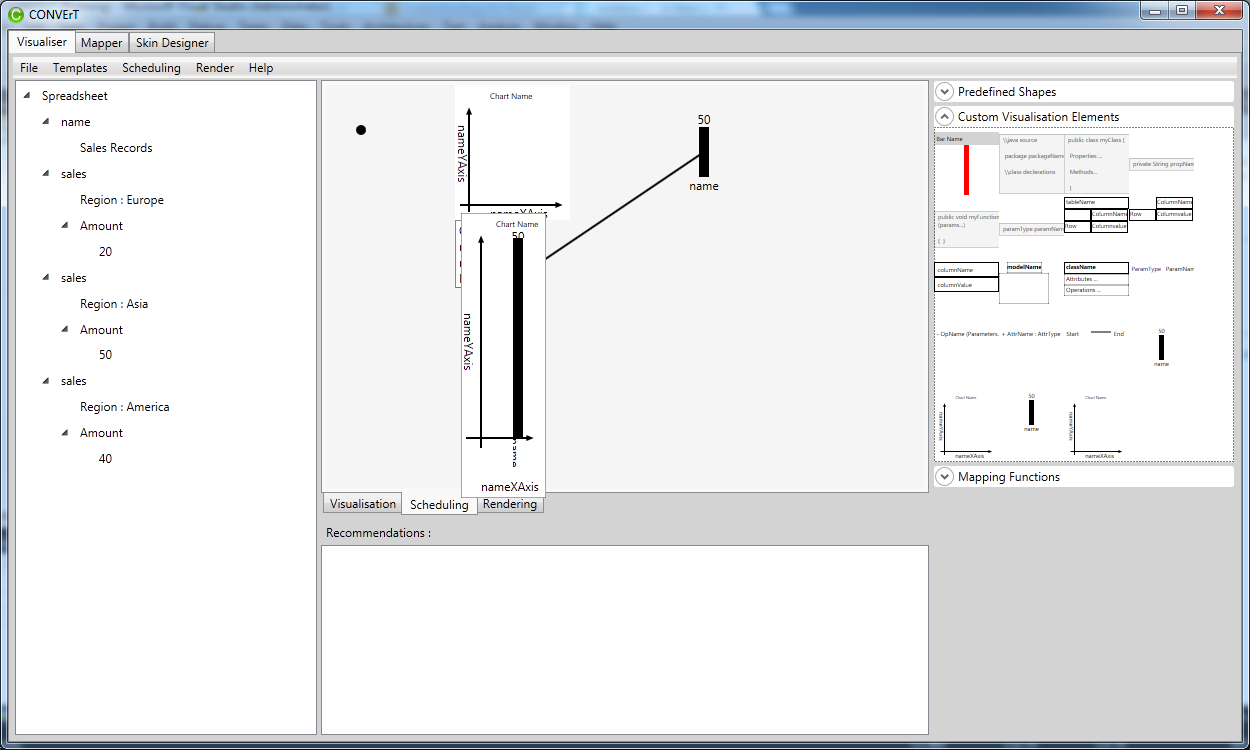 CONVErT
Visualiser Mapper Skin Designer
File Templates Scheduling Render Help
Spreadsheet
name
Sales Records
sales
Region : Europe
Amount
20
sales
Region : Asia
Amount
50
sales
Region : America
Amount
40
Chart Name
nameYAxis
nameXAxis
50
name
Chart Name
50
nameYAxis
name
nameXAxis
Visualisation Scheduling Rendering
Recommendations :
Predefined Shapes
Custom Visualisation Elements
Bar Name
\\java source
package packageName
\\class declerations
public class myClass {
Properties ...
Methods...
}
private String propName
public void myFunction
(params...)
{ }
paramType paramName
tableName
ColumnName
Row Columnvalue
ColumnName
Row Columnvalue
columnName
columnValue
modelName
className
Attributes ...
Operations ...
ParamType ParamNam
- OpName (Parameters. + AttrName : AttrType Start End
50
name
Chart Name
nameYAxis
nameXAxis
50
name
Chart Name
nameYAxis
nameXAxis
Mapping Functions